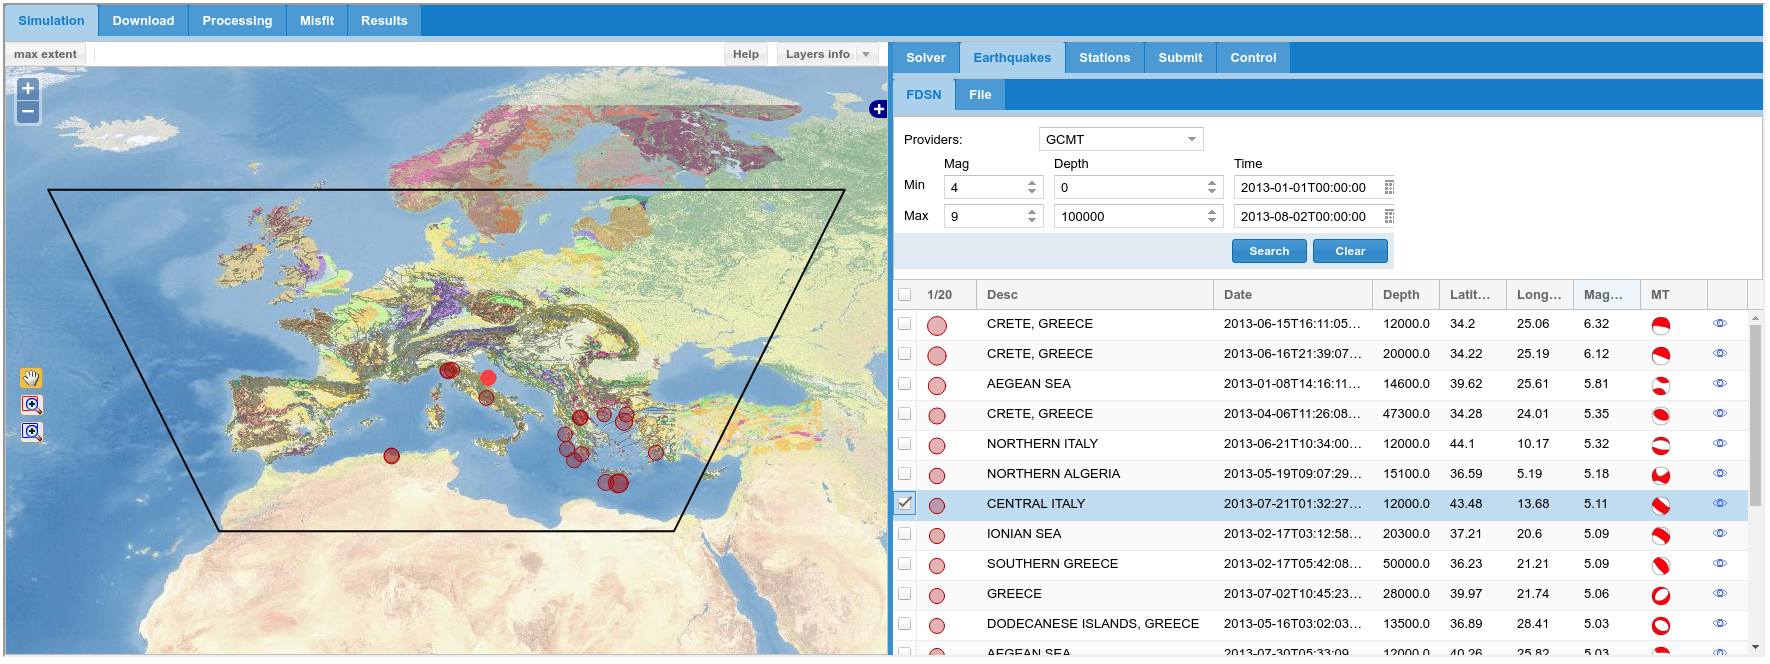 Simulation Download Processing Misfit Results
max extent Help Layers info
Solver Earthquakes Stations Submit Control
FDSN File
Providers: GCMT
Mag Depth Time
Min 4 0 2013-01-01T00:00:00
Max 9 100000 2013-08-02T00:00:00
Search Clear
1/20 Desc Date Depth Latit... Long... Mag... MT
CRETE, GREECE 2013-06-15T16:11:05... 12000.0 34.2 25.06 6.32
CRETE, GREECE 2013-06-16T21:39:07... 20000.0 34.22 25.19 6.12
AEGEAN SEA 2013-01-08T14:16:11... 14600.0 39.62 25.61 5.81
CRETE, GREECE 2013-04-06T11:26:08... 47300.0 34.28 24.01 5.35
NORTHERN ITALY 2013-06-21T10:34:00... 12000.0 44.1 10.17 5.32
NORTHERN ALGERIA 2013-05-19T09:07:29... 15100.0 36.59 5.19 5.18
CENTRAL ITALY 2013-07-21T01:32:27... 12000.0 43.48 13.68 5.11
IONIAN SEA 2013-02-17T03:12:58... 20300.0 37.21 20.6 5.09
SOUTHERN GREECE 2013-02-17T05:42:08... 50000.0 36.23 21.21 5.09
GREECE 2013-07-02T10:45:23... 28000.0 39.97 21.74 5.06
DODECANESE ISLANDS, GREECE 2013-05-16T03:02:03... 13500.0 36.89 28.41 5.03
AEGEAN SEA 2013-07-30T05:33:09... 12000.0 40.26 25.82 5.03